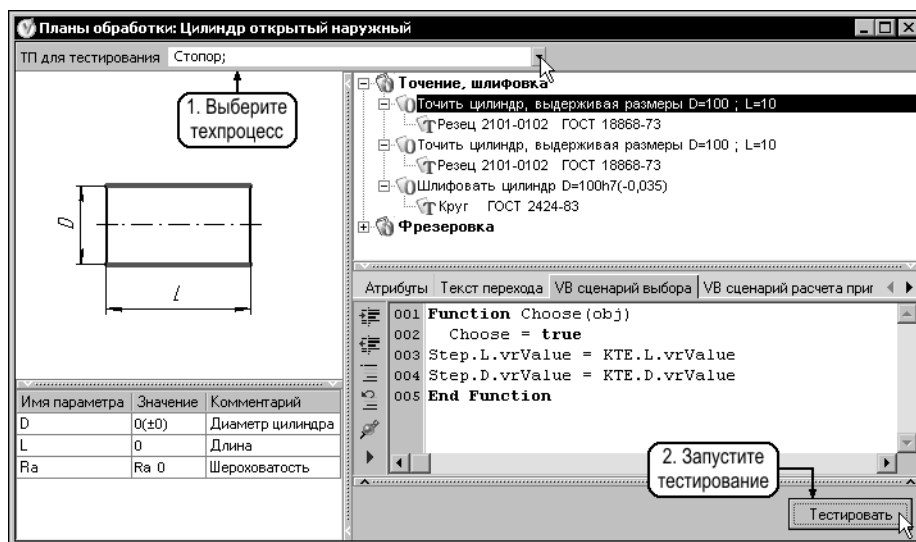 Планы обработки: Цилиндр открытый наружный
ТП для тестирования Стопор;
1. Выберите
техпроцесс
D
L
Точение, шлифовка
Точить цилиндр, выдерживая размеры D=100 ; L=10
Резец 2101-0102 ГОСТ 18868-73
Точить цилиндр, выдерживая размеры D=100 ; L=10
Резец 2101-0102 ГОСТ 18868-73
Шлифовать цилиндр D=100h7(-0,035)
Круг ГОСТ 2424-83
Фрезеровка
Атрибуты Текст перехода VB сценарий выбора VB сценарий расчета приг
001 Function Choose(obj)
002 Choose = true
003 Step.L.vrValue = KTE.L.vrValue
004 Step.D.vrValue = KTE.D.vrValue
005 End Function
Имя параметра Значение Комментарий
D 0(±0) Диаметр цилиндра
L 0 Длина
Ra Ra 0 Шероховатость
2. Запустите
тестирование
Тестировать